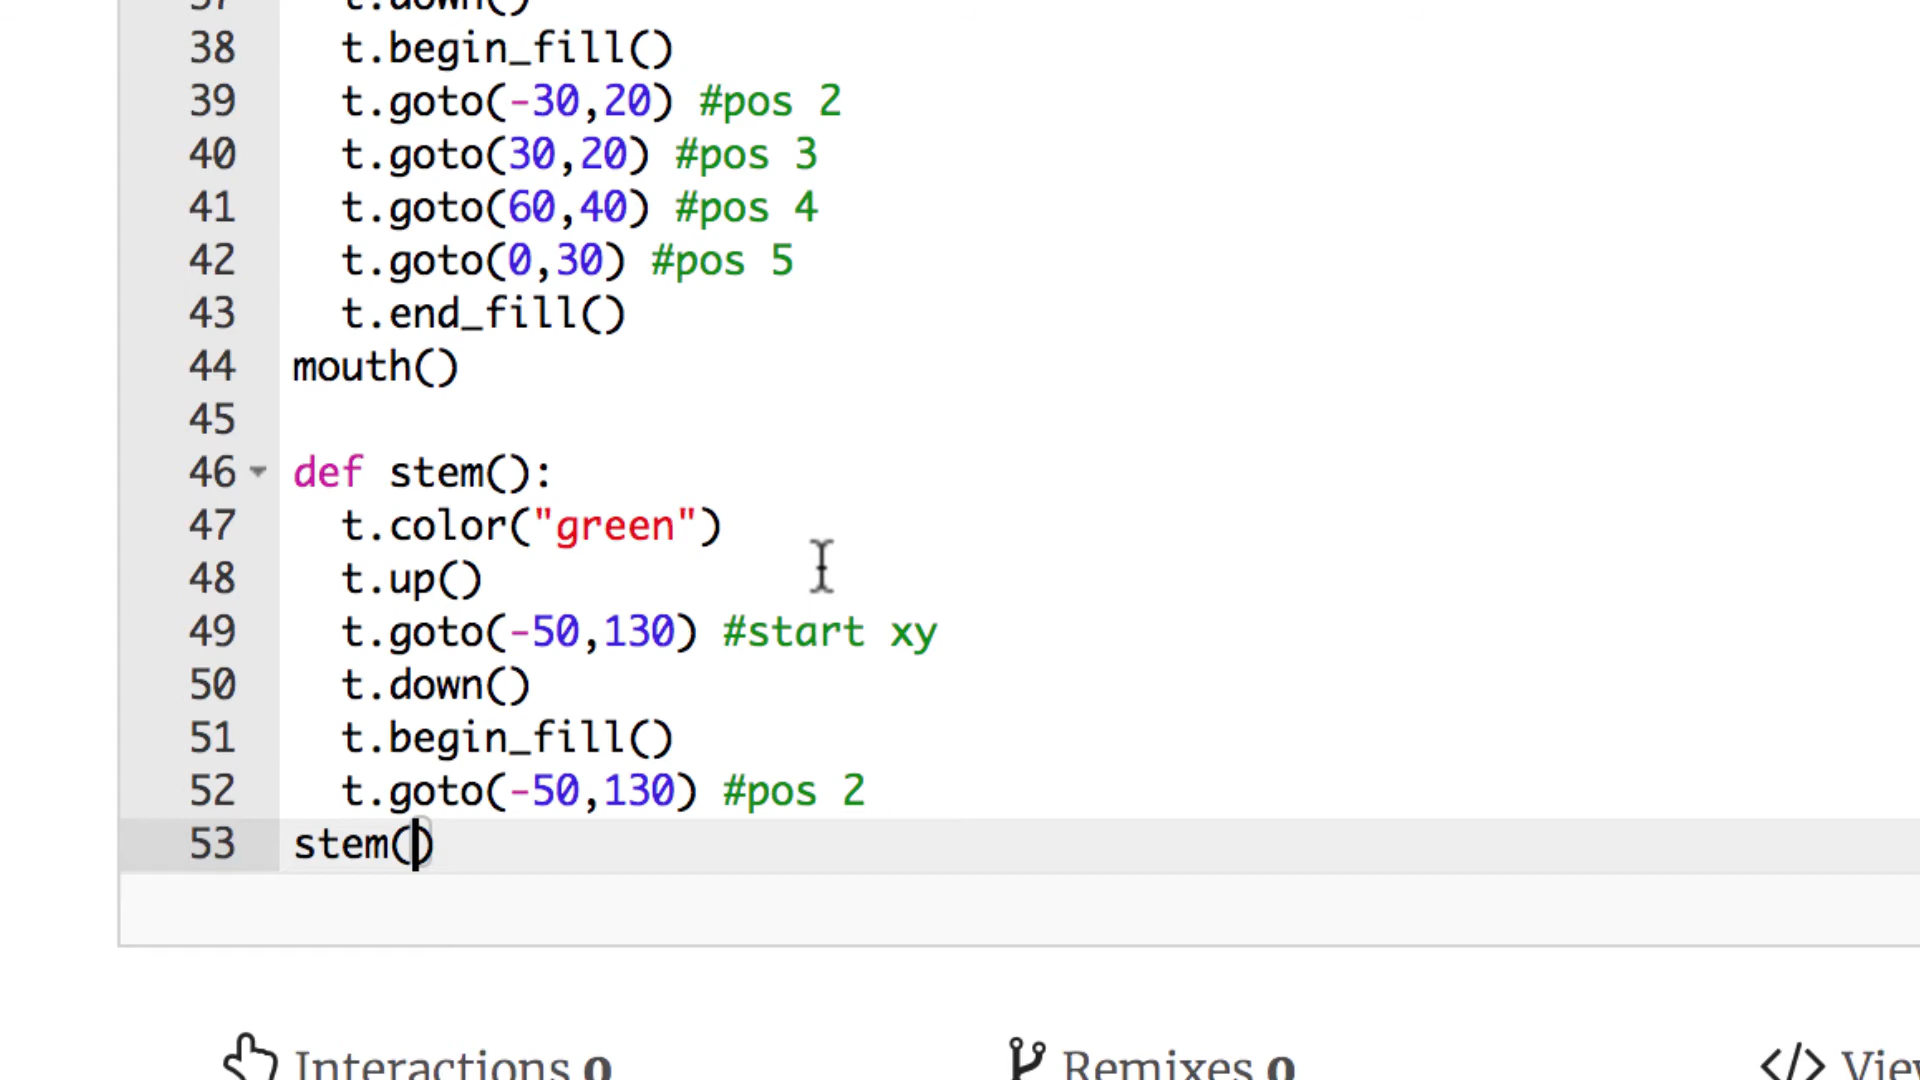 37 t.down()
38 t.begin_fill()
39 t.goto(-30,20) #pos 2
40 t.goto(30,20) #pos 3
41 t.goto(60,40) #pos 4
42 t.goto(0,30) #pos 5
43 t.end_fill()
44 mouth()
45
46 def stem():
47 t.color("green")
48 t.up()
49 t.goto(-50,130) #start xy
50 t.down()
51 t.begin_fill()
52 t.goto(-50,130) #pos 2
53 stem()
Interactions 0 Remixes 0